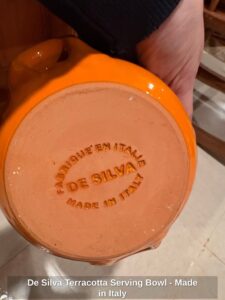 FABRIQUE EN ITALIE
DE SILVA
MADE IN ITALY
De Silva Terracotta Serving Bowl - Made
in Italy